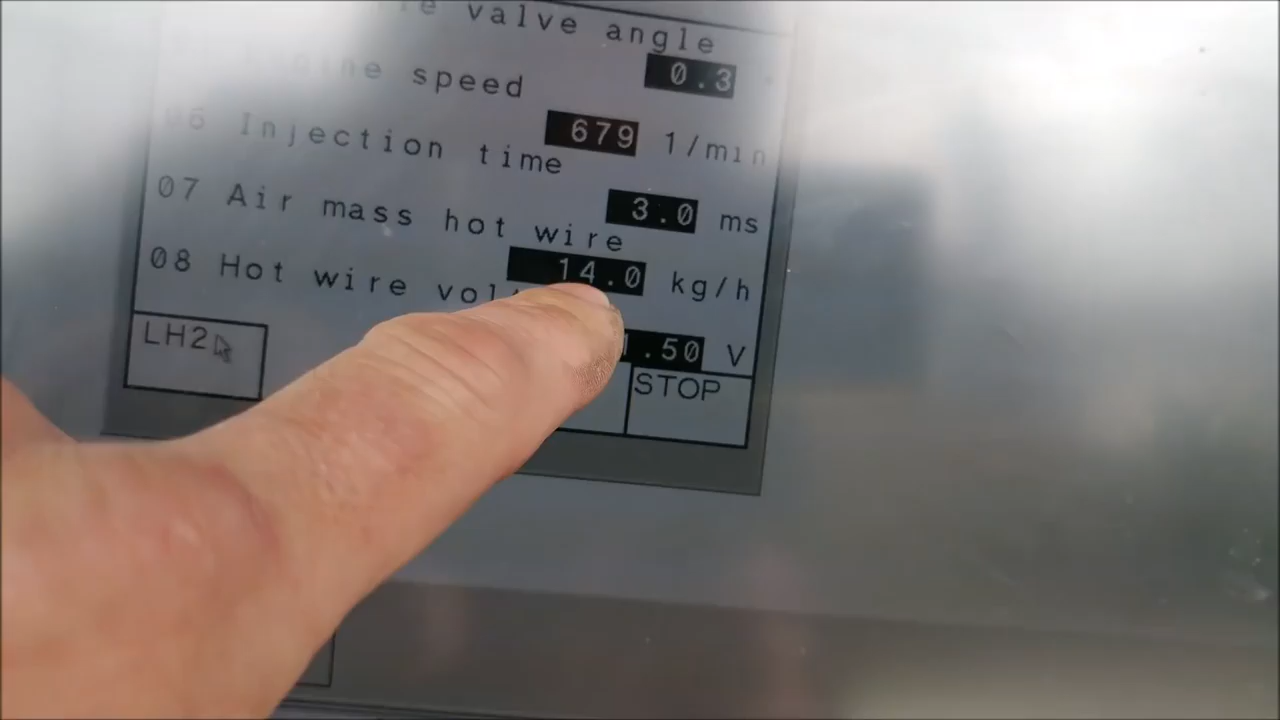 valve angle
0.3
speed
679 1/min
06 Injection time
3.0 ms
07 Air mass hot wire
14.0 kg/h
08 Hot wire
.50 V
LH2
STOP